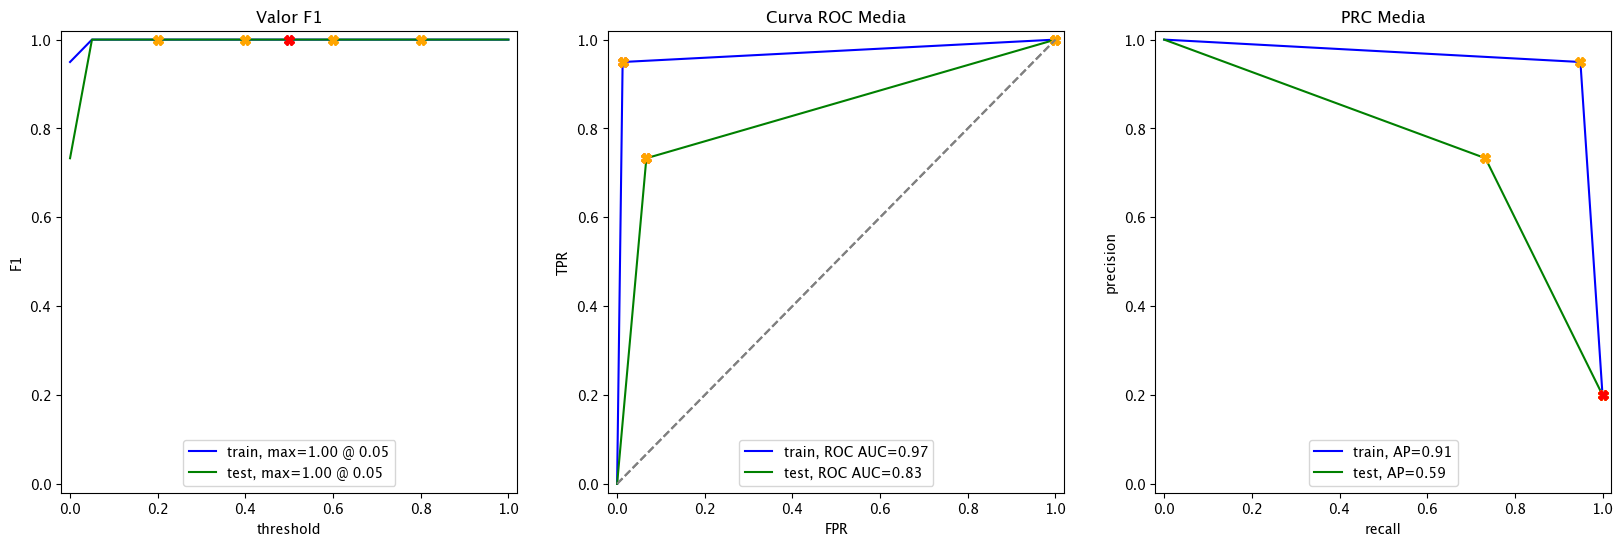 Valor F1
1.0
0.8
0.6
0.4
0.2
0.0
F1
0.0 0.2 0.4 0.6 0.8 1.0
threshold
train, max=1.00 @ 0.05
test, max=1.00 @ 0.05
Curva ROC Media
1.0
0.8
0.6
0.4
0.2
0.0
TPR
0.0 0.2 0.4 0.6 0.8 1.0
FPR
train, ROC AUC=0.97
test, ROC AUC=0.83
PRC Media
1.0
0.8
0.6
0.4
0.2
0.0
precision
0.0 0.2 0.4 0.6 0.8 1.0
recall
train, AP=0.91
test, AP=0.59